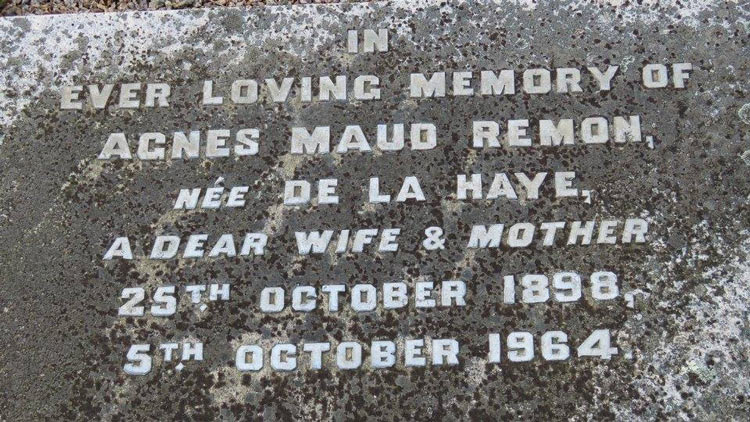 IN
EVER LOVING MEMORY OF
AGNES MAUD REMON,
NÉE DE LA HAYE,
A DEAR WIFE & MOTHER
25TH OCTOBER 1898,
5TH OCTOBER 1964.